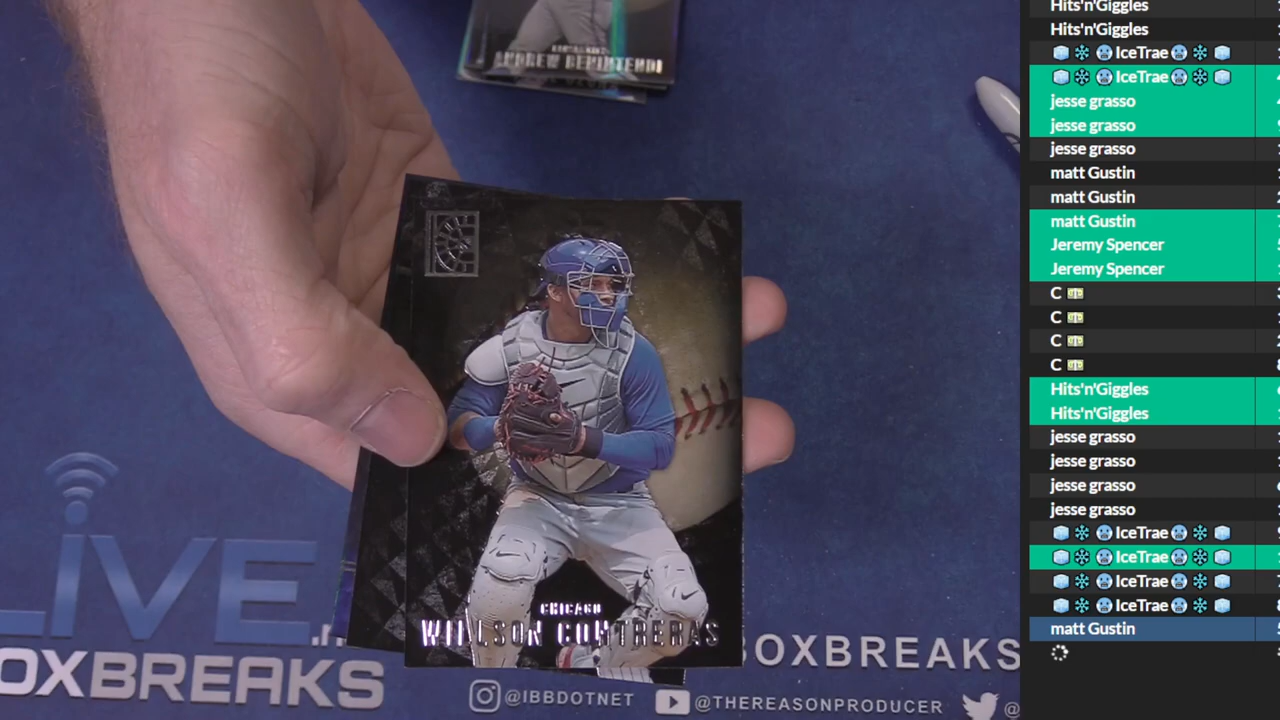 ANDREW BENINTENDI
CHICAGO
WILLSON CONTRERAS
LiVE
OXBREAKS
BOXBREAKS
@IBBDOTNET
@THEREASONPRODUCER
@
Hits'n'Giggles
Hits'n'Giggles
🧊 ❄️ 🥶 IceTrae 🥶 ❄️ 🧊
🧊 ❄️ 🥶 IceTrae 🥶 ❄️ 🧊
jesse grasso
jesse grasso
jesse grasso
matt Gustin
matt Gustin
matt Gustin
Jeremy Spencer
Jeremy Spencer
C
C
C
C
Hits'n'Giggles
Hits'n'Giggles
jesse grasso
jesse grasso
jesse grasso
jesse grasso
🧊 ❄️ 🥶 IceTrae 🥶 ❄️ 🧊
🧊 ❄️ 🥶 IceTrae 🥶 ❄️ 🧊
🧊 ❄️ 🥶 IceTrae 🥶 ❄️ 🧊
🧊 ❄️ 🥶 IceTrae 🥶 ❄️ 🧊
matt Gustin